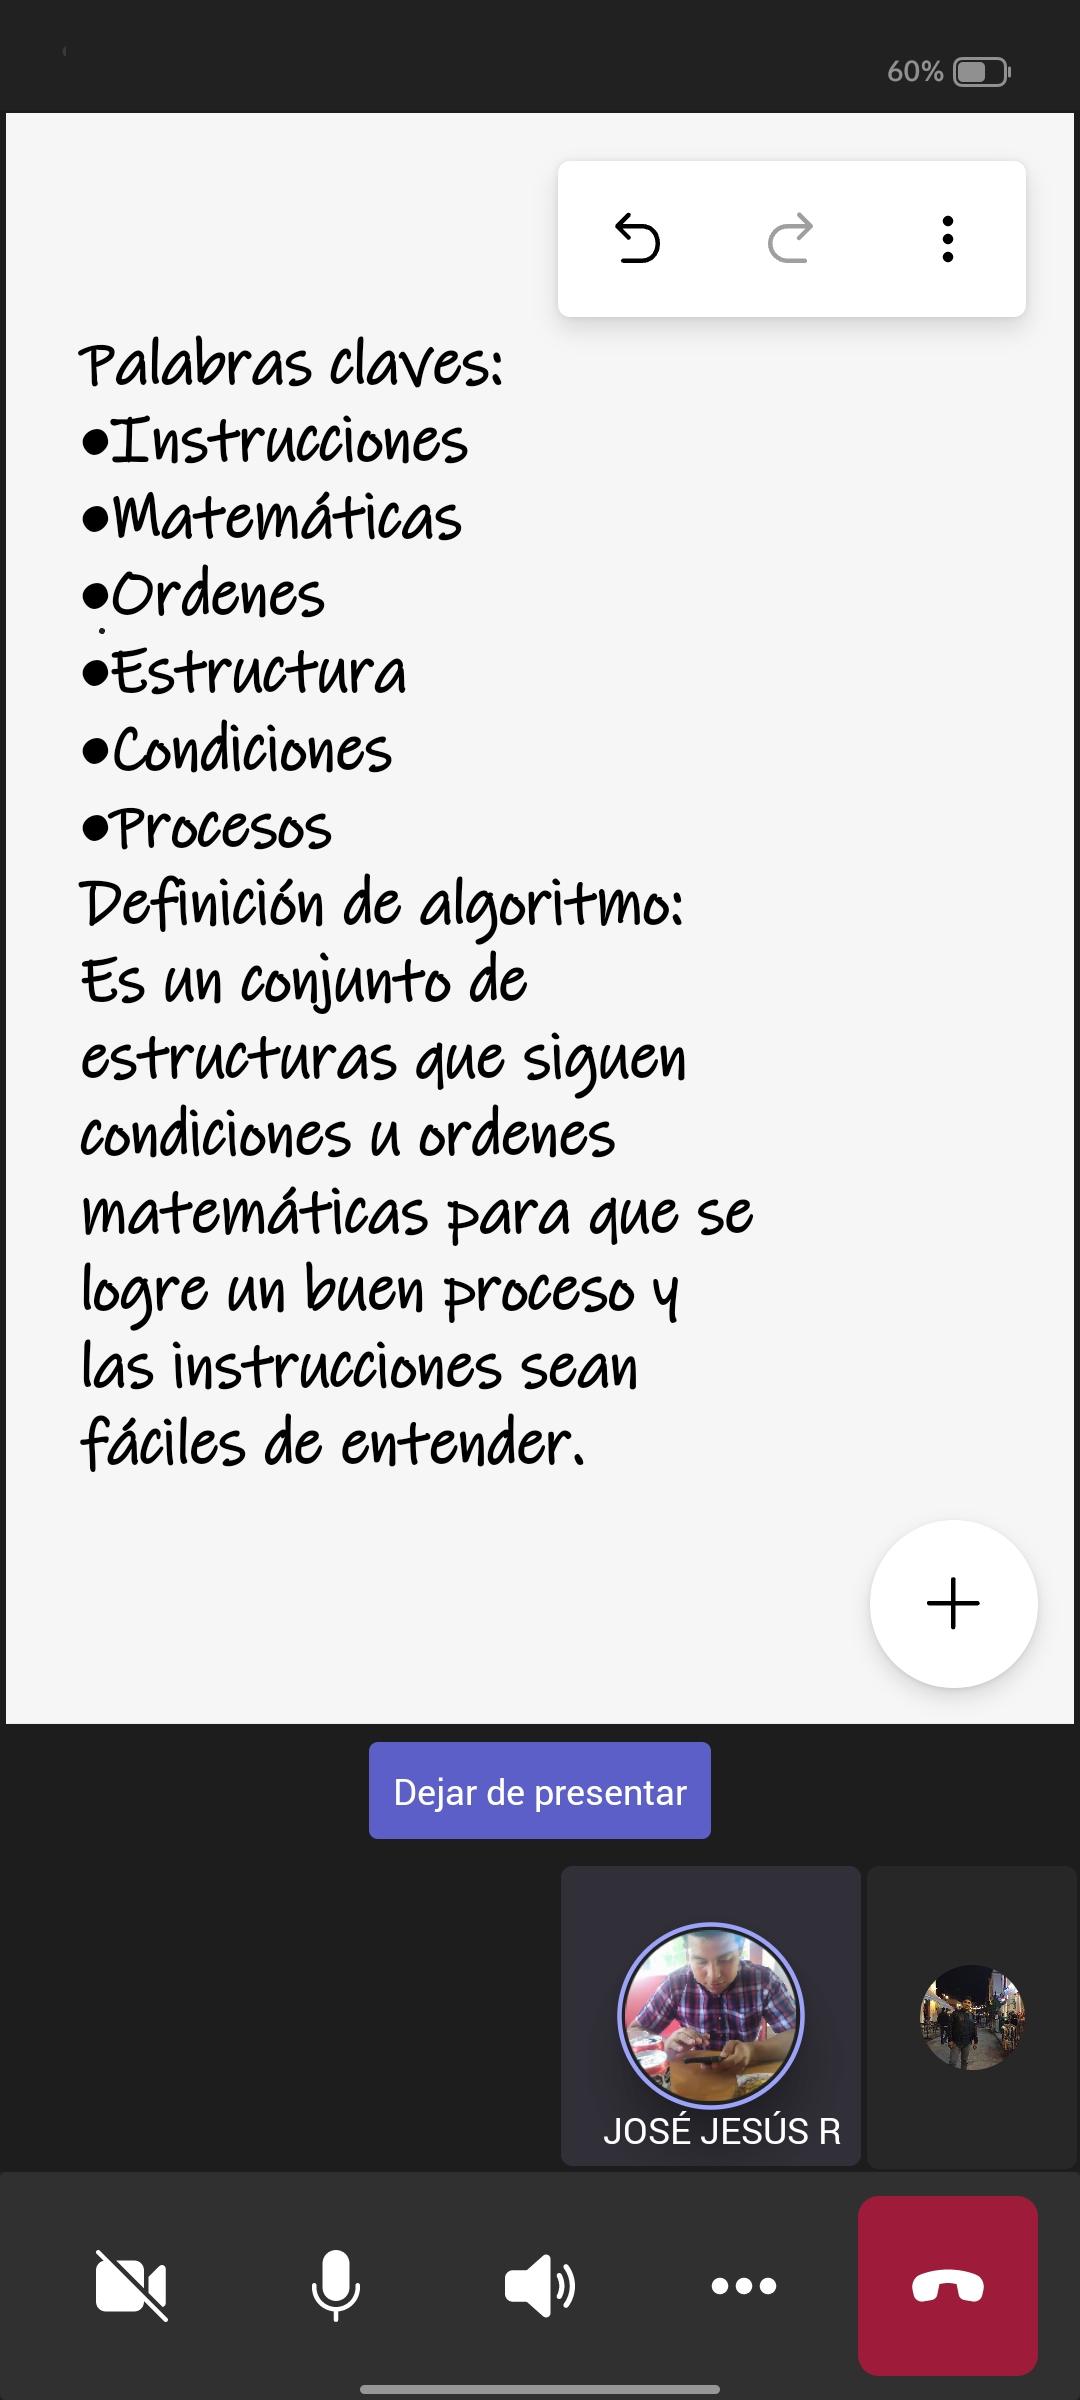 60%
Palabras claves:
•Instrucciones
•Matemáticas
•Ordenes
•Estructura
•Condiciones
•Procesos
Definición de algoritmo:
Es un conjunto de
estructuras que siguen
condiciones u ordenes
matemáticas para que se
logre un buen proceso y
las instrucciones sean
fáciles de entender.
Dejar de presentar
JOSÉ JESÚS R